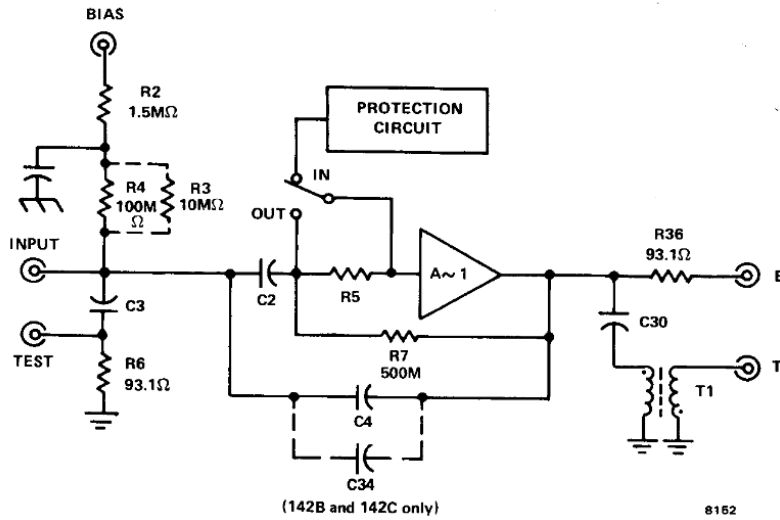 BIAS
R2
1.5MΩ
PROTECTION
CIRCUIT
R4
100M
Ω
R3
10MΩ
IN
OUT
INPUT
C3
C2
R5
A~1
R36
93.1Ω
E
C30
TEST
R6
93.1Ω
R7
500M
T
T1
C4
C34
(142B and 142C only)
8152